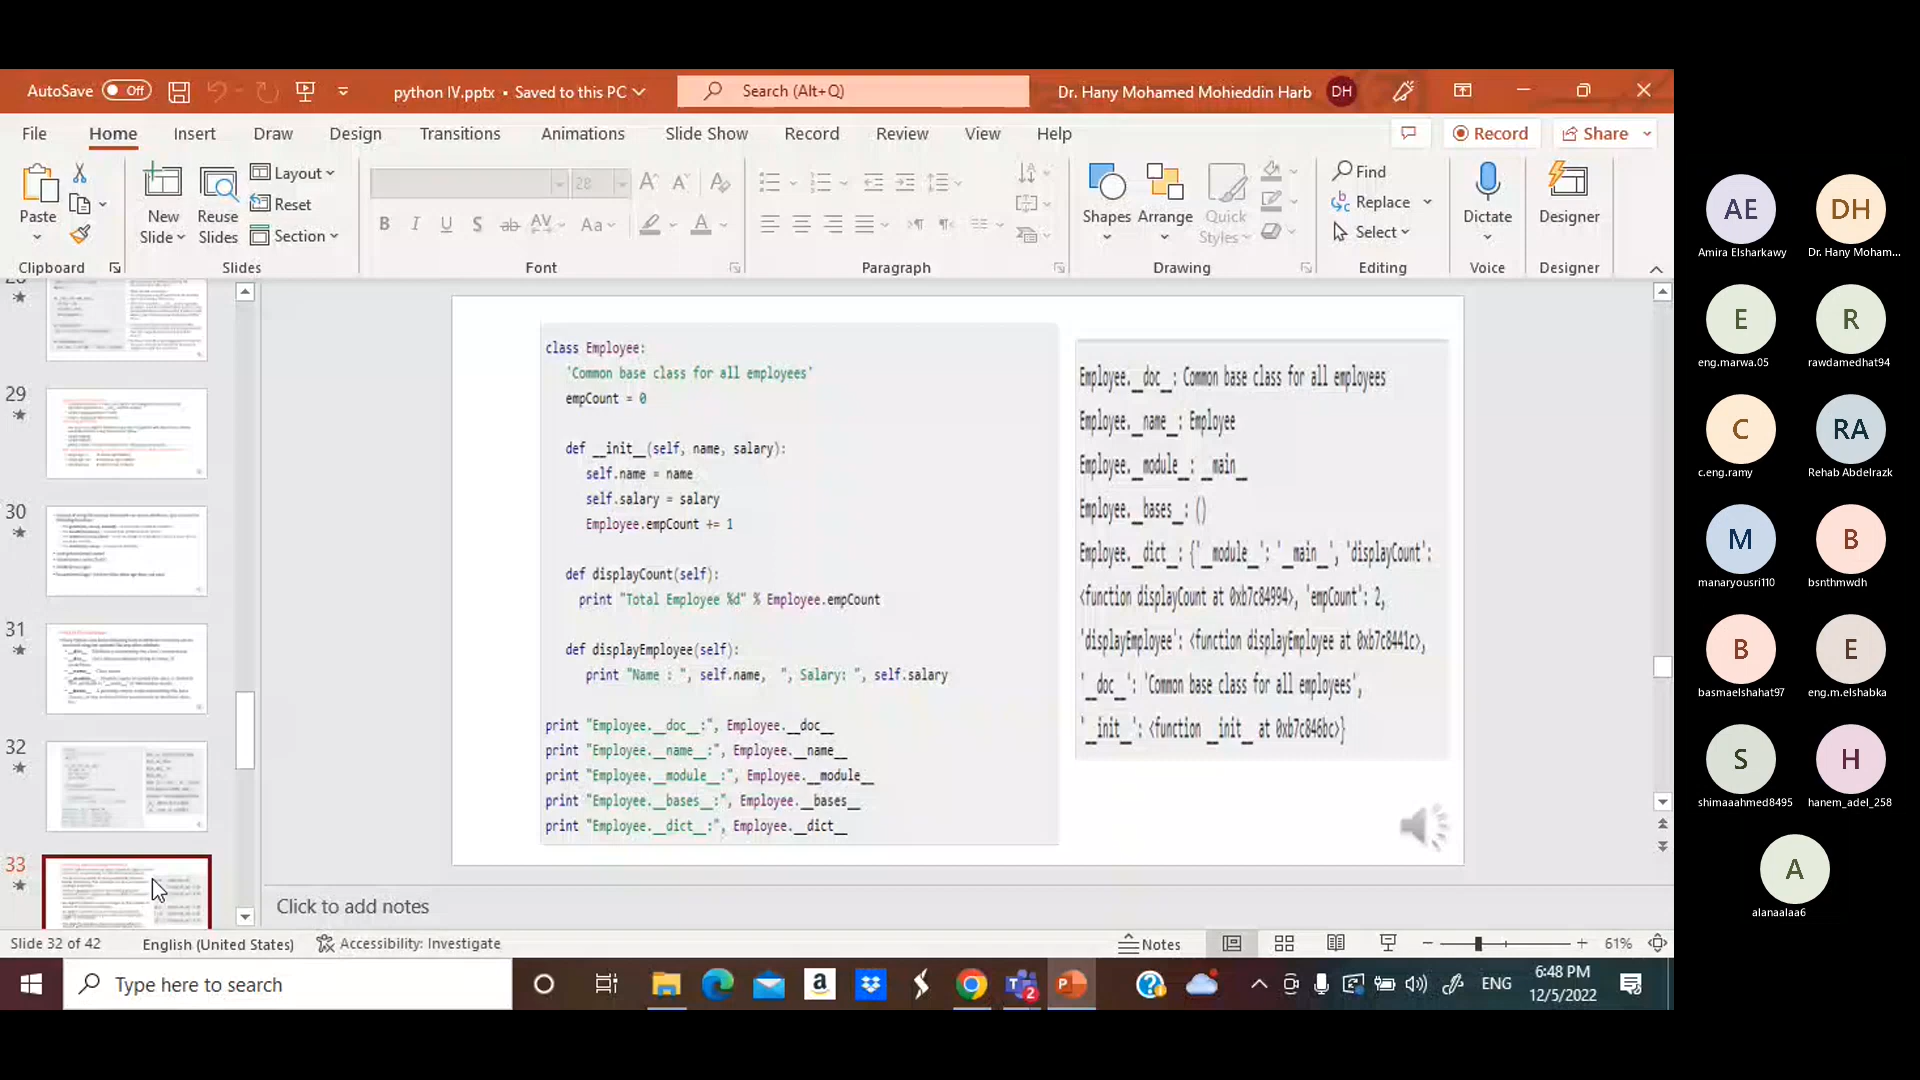 AutoSave Off
python IV.pptx • Saved to this PC
Search (Alt+Q)
Dr. Hany Mohamed Mohieddin Harb DH
File Home Insert Draw Design Transitions Animations Slide Show Record Review View Help
Record Share
Paste
New Slide
Reuse Slides
Layout
Reset
Section
28
B I U S ab AV Aa A
Shapes Arrange Quick Styles
Find
Replace
Select
Dictate
Designer
Clipboard Slides Font Paragraph Drawing Editing Voice Designer
29
30
31
32
33
class Employee:
'Common base class for all employees'
empCount = 0
def __init__(self, name, salary):
self.name = name
self.salary = salary
Employee.empCount += 1
def displayCount(self):
print "Total Employee %d" % Employee.empCount
def displayEmployee(self):
print "Name : ", self.name,  ", Salary: ", self.salary
print "Employee.__doc__:", Employee.__doc__
print "Employee.__name__:", Employee.__name__
print "Employee.__module__:", Employee.__module__
print "Employee.__bases__:", Employee.__bases__
print "Employee.__dict__:", Employee.__dict__
Employee.__doc__: Common base class for all employees
Employee.__name__: Employee
Employee.__module__: __main__
Employee.__bases__: ()
Employee.__dict__: {'__module__': '__main__', 'displayCount':
<function displayCount at 0xb7c84994>, 'empCount': 2,
'displayEmployee': <function displayEmployee at 0xb7c8441c>,
'__doc__': 'Common base class for all employees',
'__init__': <function __init__ at 0xb7c846bc>}
Click to add notes
Slide 32 of 42 English (United States) Accessibility: Investigate Notes 61%
Type here to search
ENG
6:48 PM
12/5/2022
AE
Amira Elsharkawy
DH
Dr. Hany Moham...
E
eng.marwa.05
R
rawdamedhat94
C
c.eng.ramy
RA
Rehab Abdelrazk
M
manaryousri110
B
bsnthmwdh
B
basmaelshahat97
E
eng.m.elshabka
S
shimaaahmed8495
H
hanem_adel_258
A
alanaalaa6